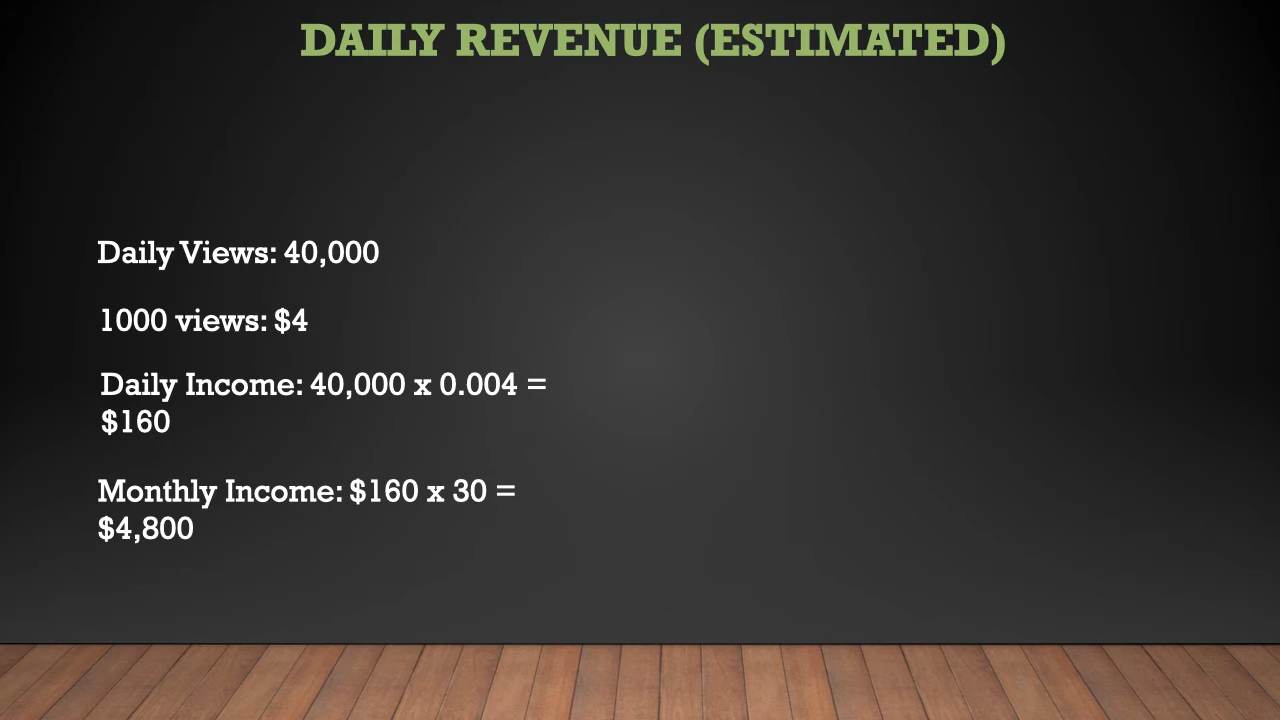 DAILY REVENUE (ESTIMATED)
Daily Views: 40,000
1000 views: $4
Daily Income: 40,000 x 0.004 =
$160
Monthly Income: $160 x 30 =
$4,800